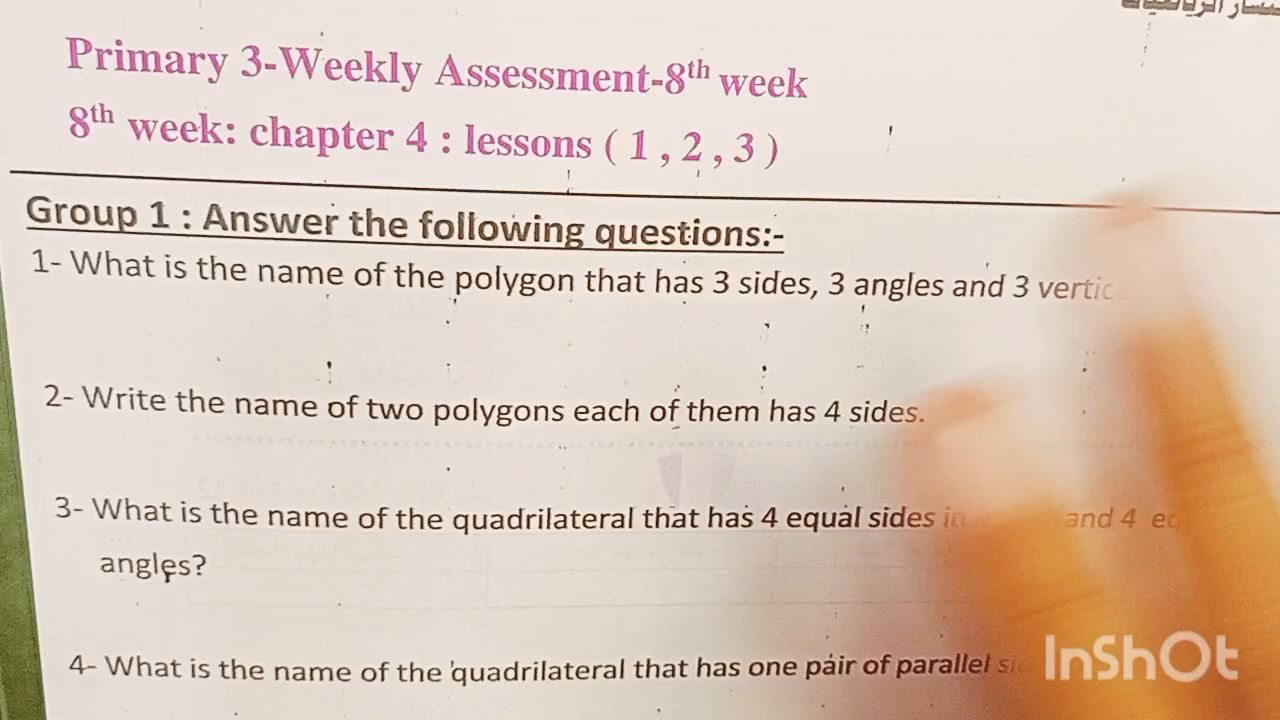 Primary 3-Weekly Assessment-8th week
8th week: chapter 4 : lessons ( 1 , 2 , 3 )
Group 1 : Answer the following questions:-
1- What is the name of the polygon that has 3 sides, 3 angles and 3
2- Write the name of two polygons each of them has 4 sides.
3- What is the name of the quadrilateral that has 4 equal sides and 4
angles?
4- What is the name of the quadrilateral that has one pair of parallel
InShOt